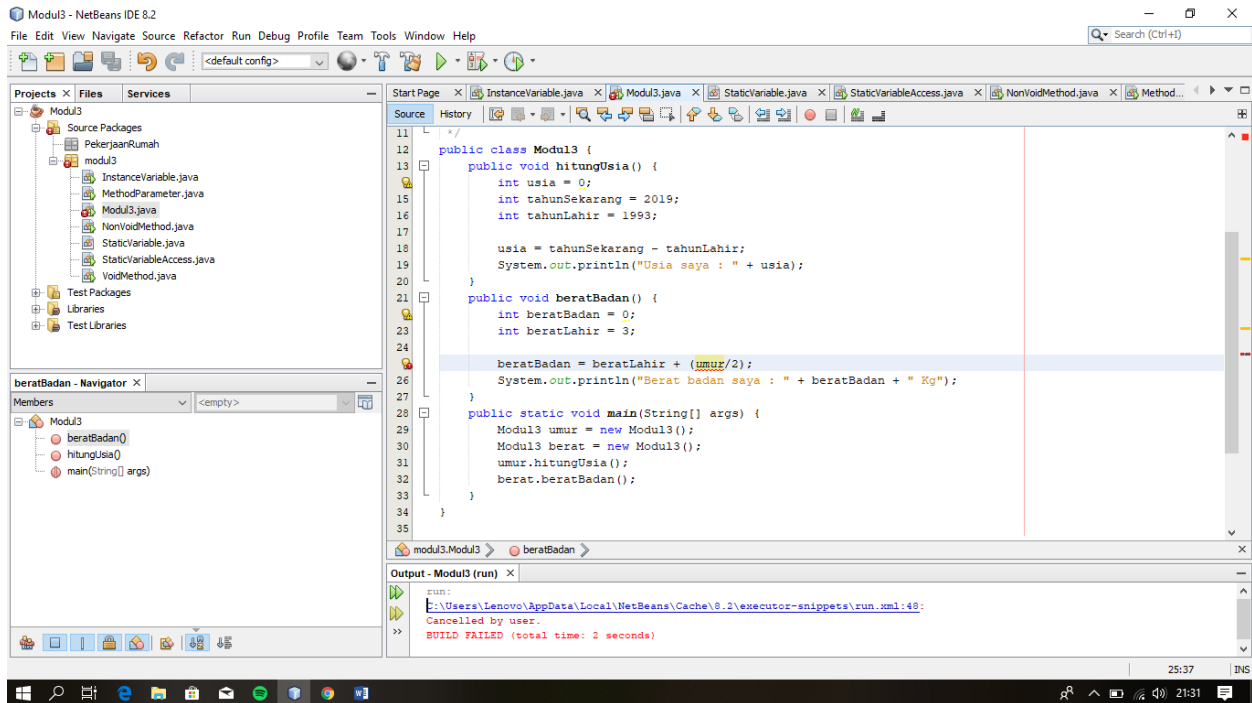 Modul3 - NetBeans IDE 8.2
File Edit View Navigate Source Refactor Run Debug Profile Team Tools Window Help
Search (Ctrl+I)
<default config>
Projects Files Services
Modul3
Source Packages
PekerjaanRumah
modul3
InstanceVariable.java
MethodParameter.java
Modul3.java
NonVoidMethod.java
StaticVariable.java
StaticVariableAccess.java
VoidMethod.java
Test Packages
Libraries
Test Libraries
beratBadan - Navigator
Members <empty>
Modul3
beratBadan()
hitungUsia()
main(String[] args)
Start Page InstanceVariable.java Modul3.java StaticVariable.java StaticVariableAccess.java NonVoidMethod.java Method...
Source History
11 */
12 public class Modul3 {
13 public void hitungUsia() {
int usia = 0;
15 int tahunSekarang = 2019;
16 int tahunLahir = 1993;
17
18 usia = tahunSekarang - tahunLahir;
19 System.out.println("Usia saya : " + usia);
20 }
21 public void beratBadan() {
int beratBadan = 0;
23 int beratLahir = 3;
24
beratBadan = beratLahir + (umur/2);
26 System.out.println("Berat badan saya : " + beratBadan + " Kg");
27 }
28 public static void main(String[] args) {
29 Modul3 umur = new Modul3();
30 Modul3 berat = new Modul3();
31 umur.hitungUsia();
32 berat.beratBadan();
33 }
34 }
35
modul3.Modul3 beratBadan
Output - Modul3 (run)
run:
C:\Users\Lenovo\AppData\Local\NetBeans\Cache\8.2\executor-snippets\run.xml:48:
Cancelled by user.
BUILD FAILED (total time: 2 seconds)
25:37 INS
21:31